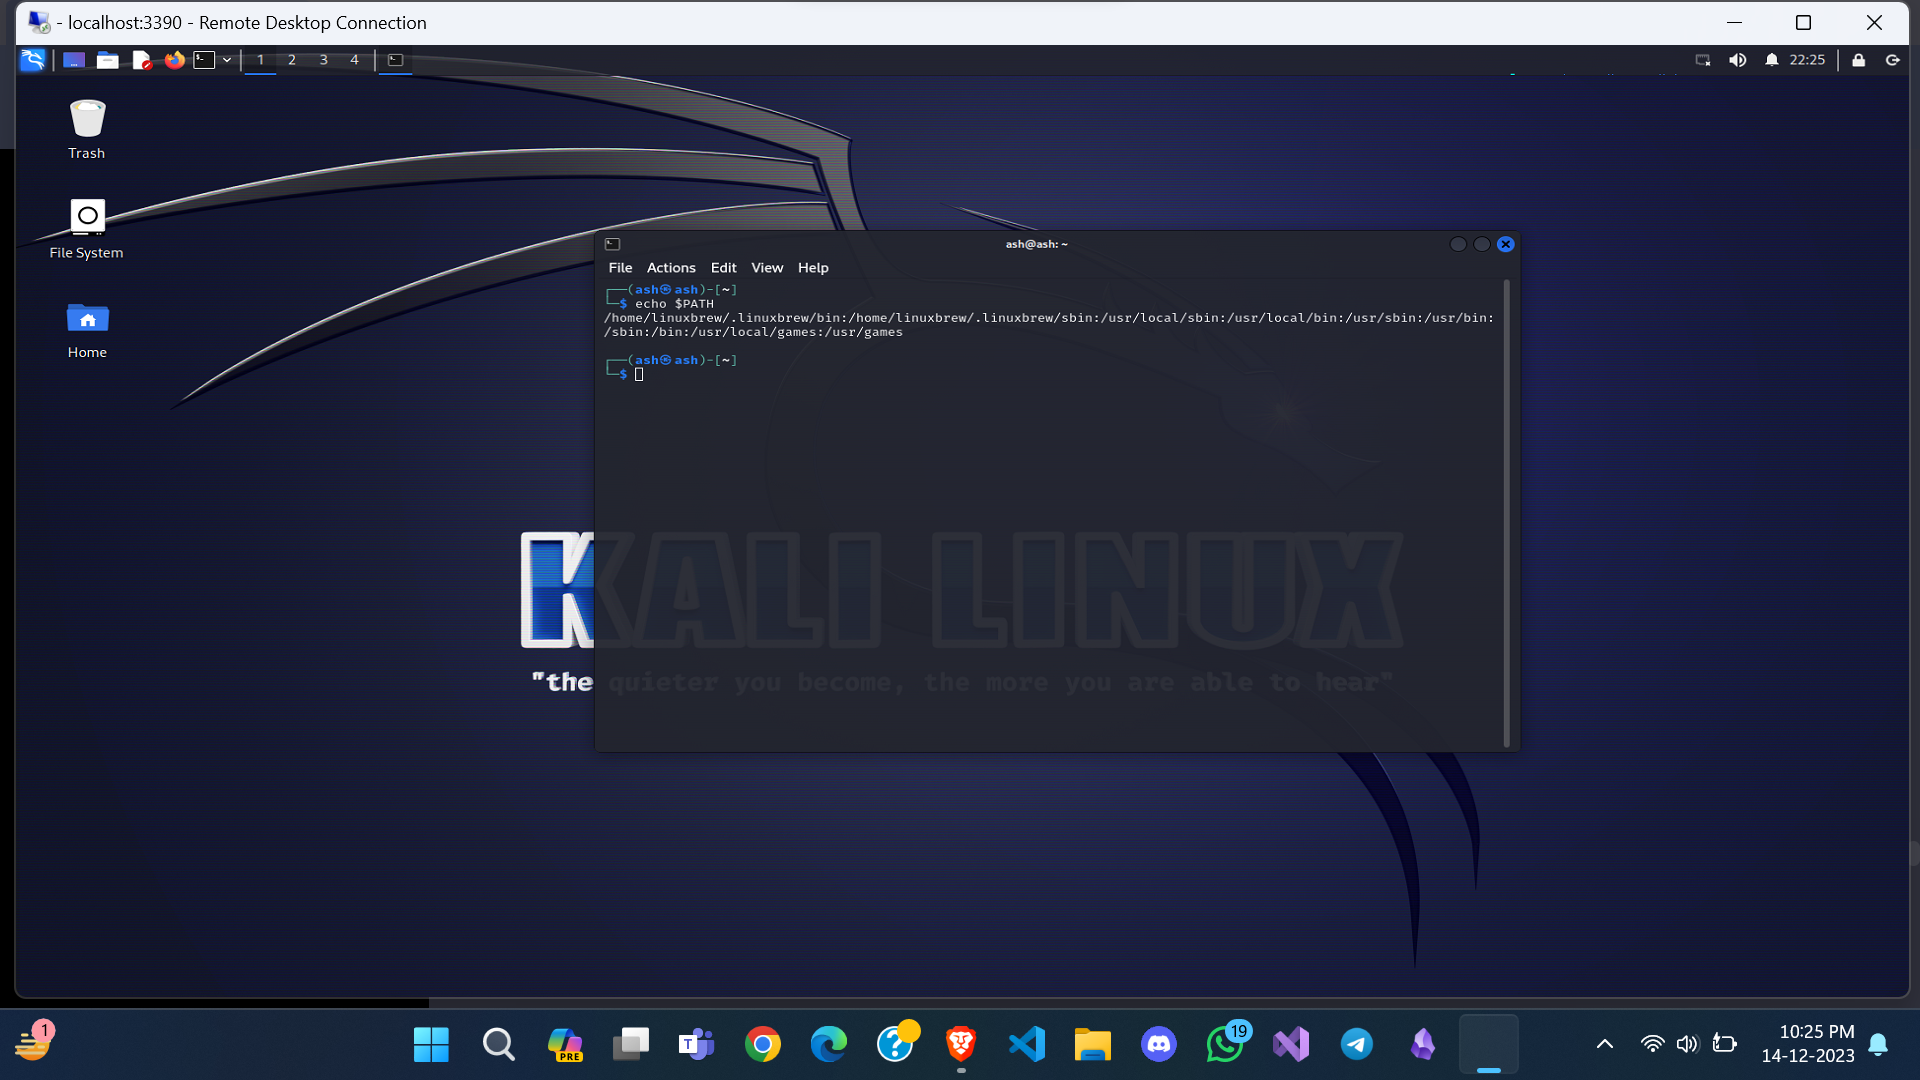 - localhost:3390 - Remote Desktop Connection
1 2 3 4
22:25
Trash
File System
Home
ash@ash: ~
File Actions Edit View Help
┌──(ash㉿ash)-[~]
└─$ echo $PATH
/home/linuxbrew/.linuxbrew/bin:/home/linuxbrew/.linuxbrew/sbin:/usr/local/sbin:/usr/local/bin:/usr/sbin:/usr/bin:
/sbin:/bin:/usr/local/games:/usr/games
┌──(ash㉿ash)-[~]
└─$
KALI LINUX
"the quieter you become, the more you are able to hear"
1
PRE
19
10:25 PM
14-12-2023